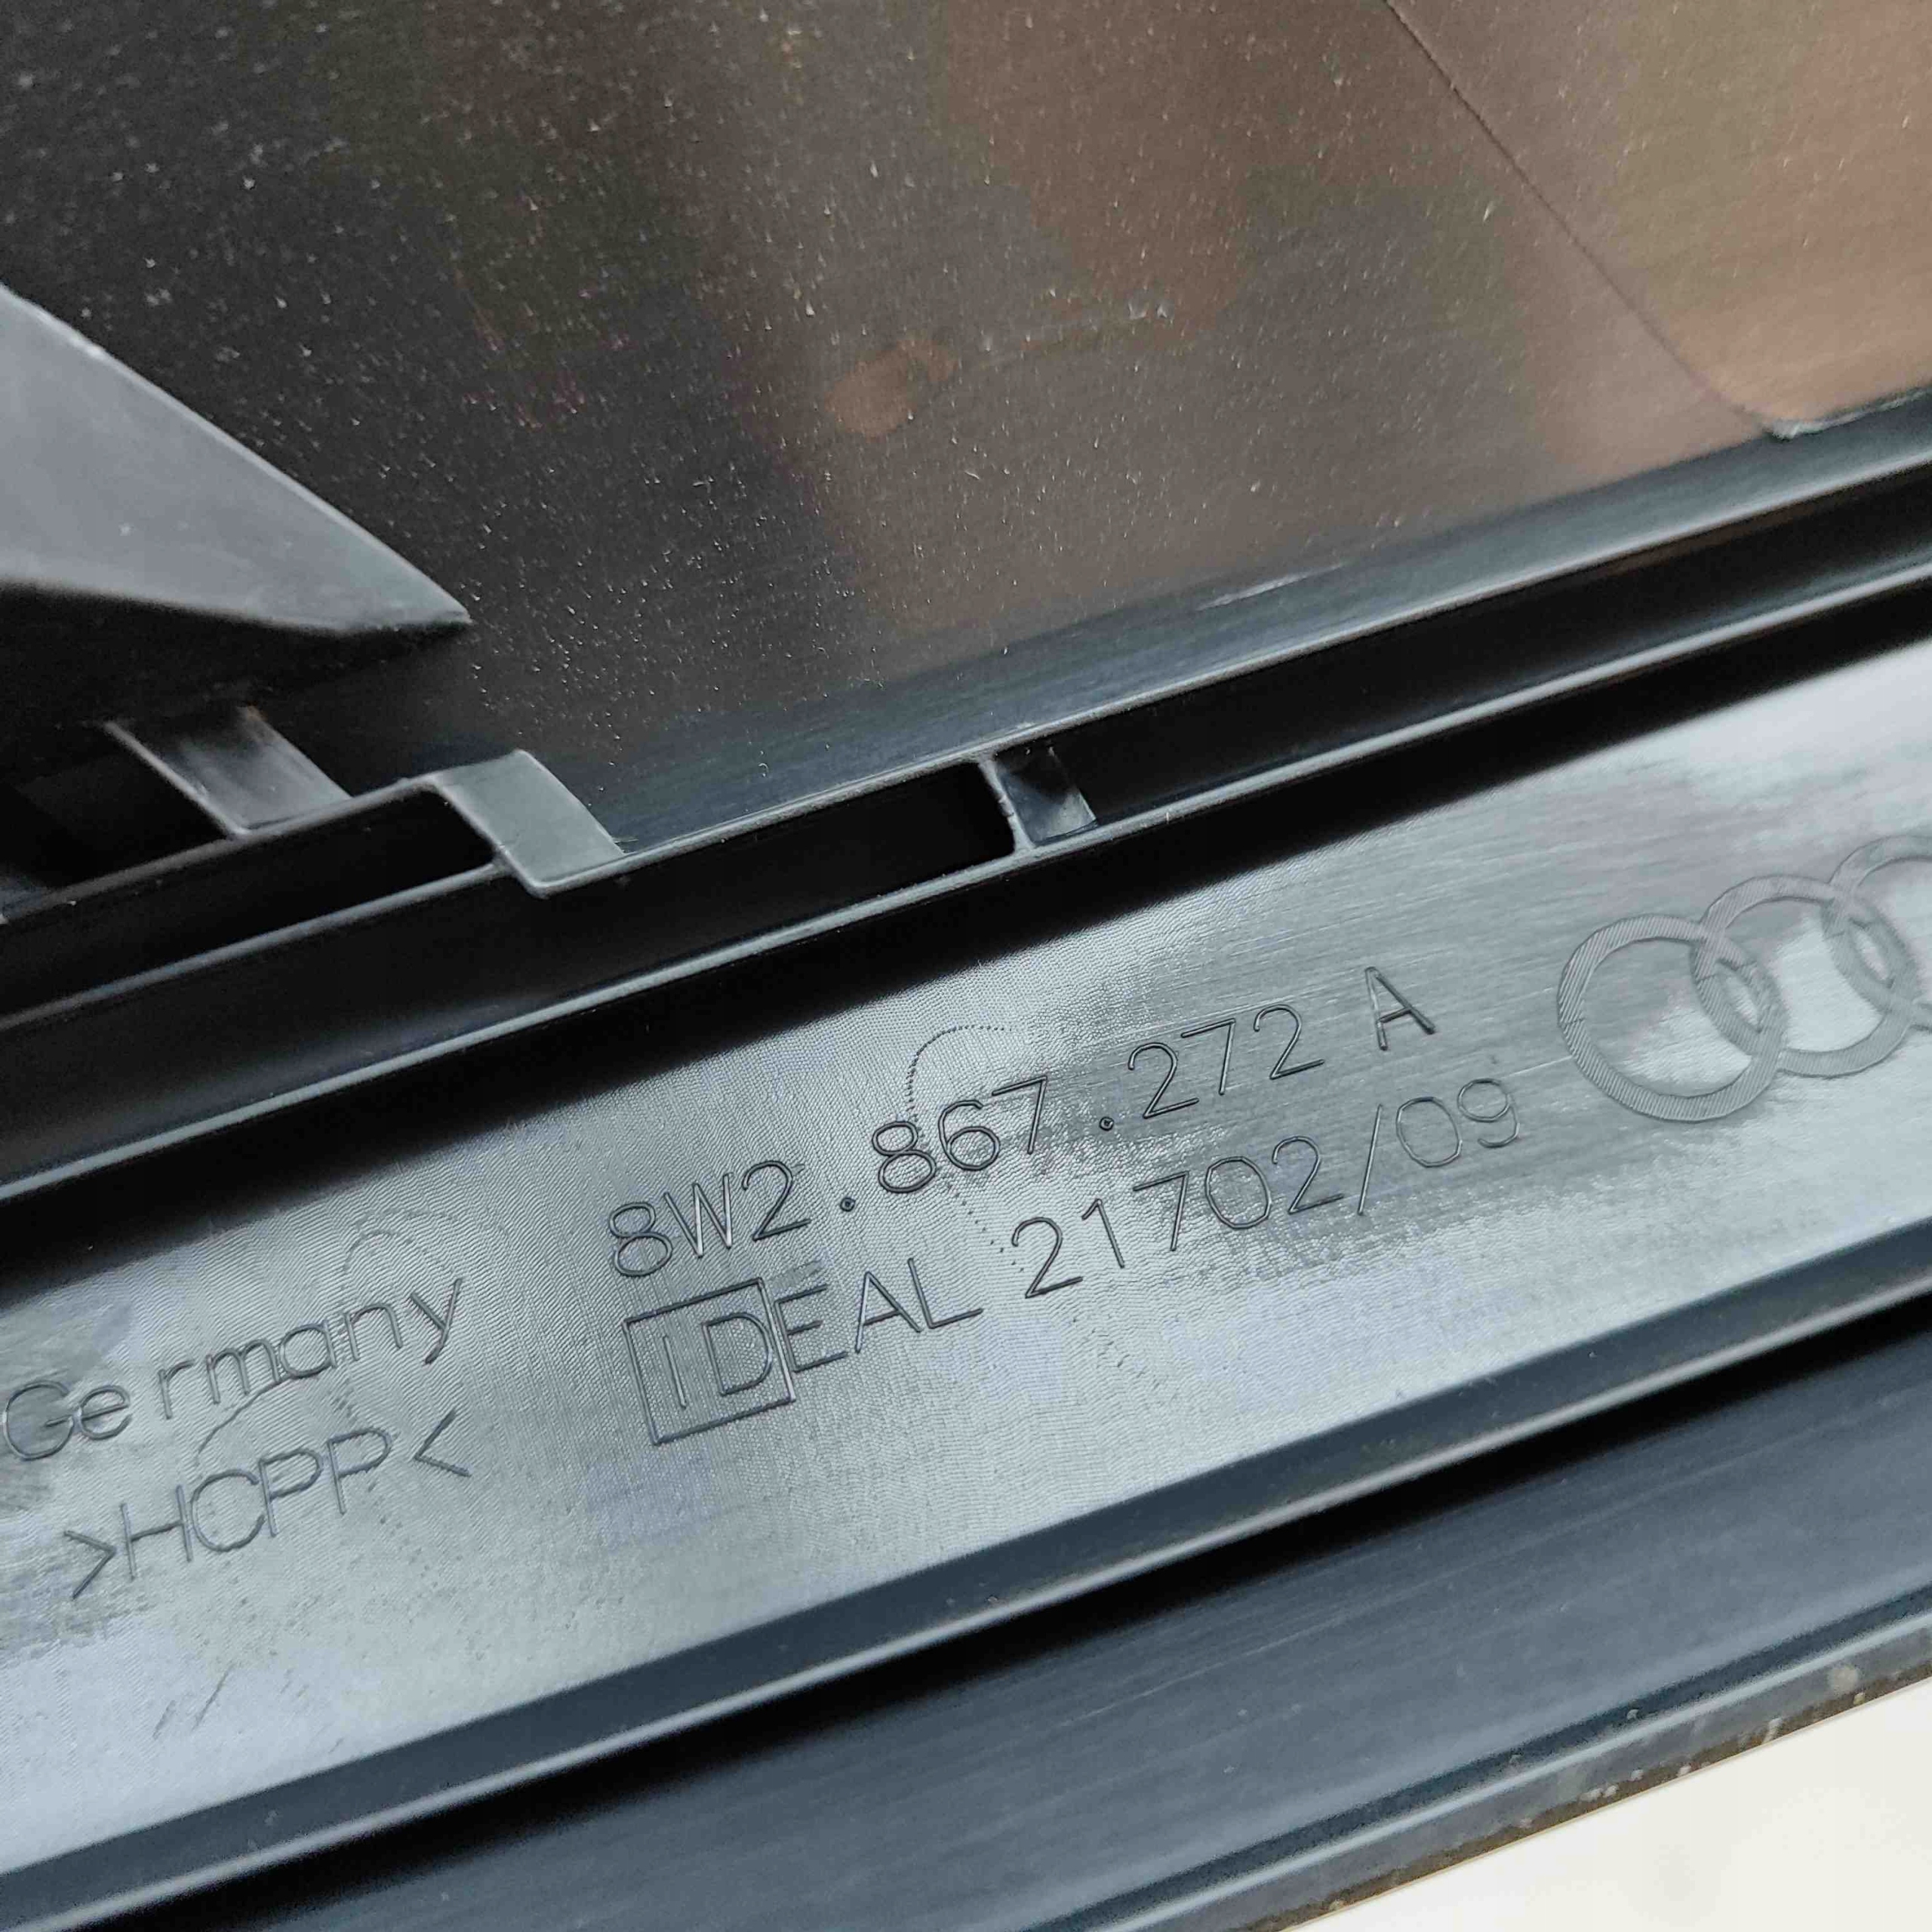 8W2.867.272 A
IDEAL 21702/09
Germany
>HCPP<